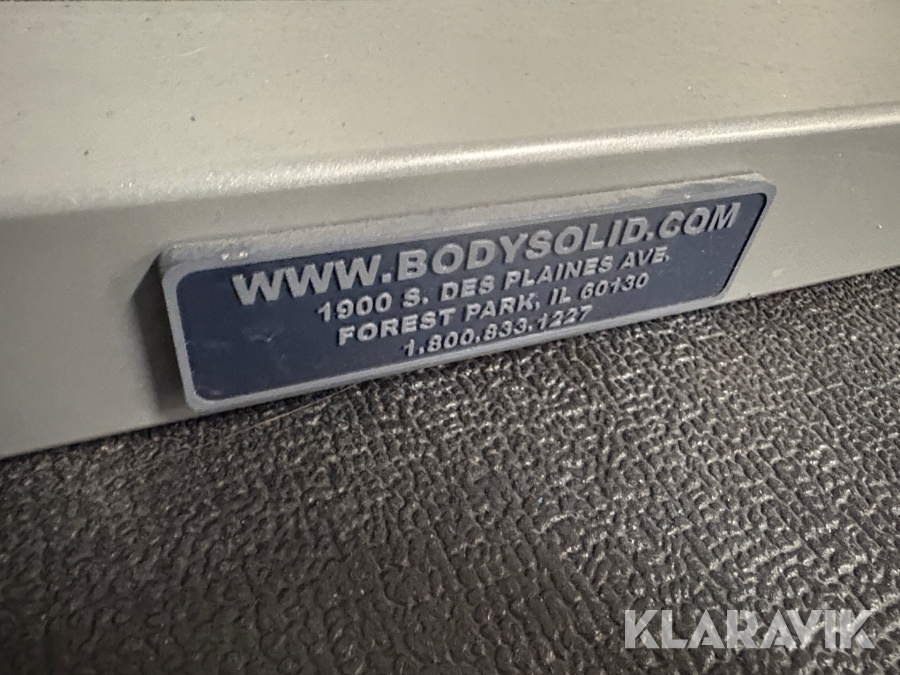 WWW.BODYSOLID.COM
1900 S. DES PLAINES AVE.
FOREST PARK, IL 60130
1.800.833.1227
KLARAVIK